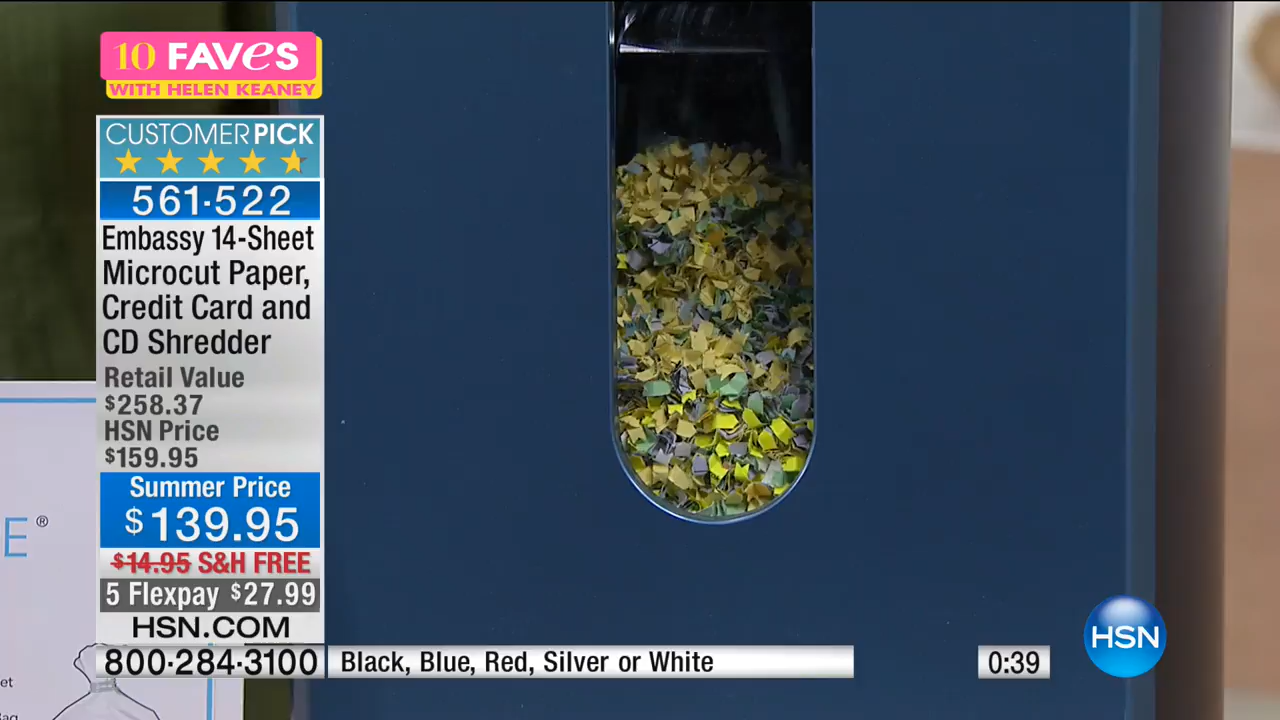 10 FAVeS
WITH HELEN KEANEY
CUSTOMERPICK
561·522
Embassy 14-Sheet
Microcut Paper,
Credit Card and
CD Shredder
Retail Value
$258.37
HSN Price
$159.95
Summer Price
$139.95
$14.95 S&H FREE
5 Flexpay $27.99
HSN.COM
800·284·3100
Black, Blue, Red, Silver or White
0:39
HSN
E®
et